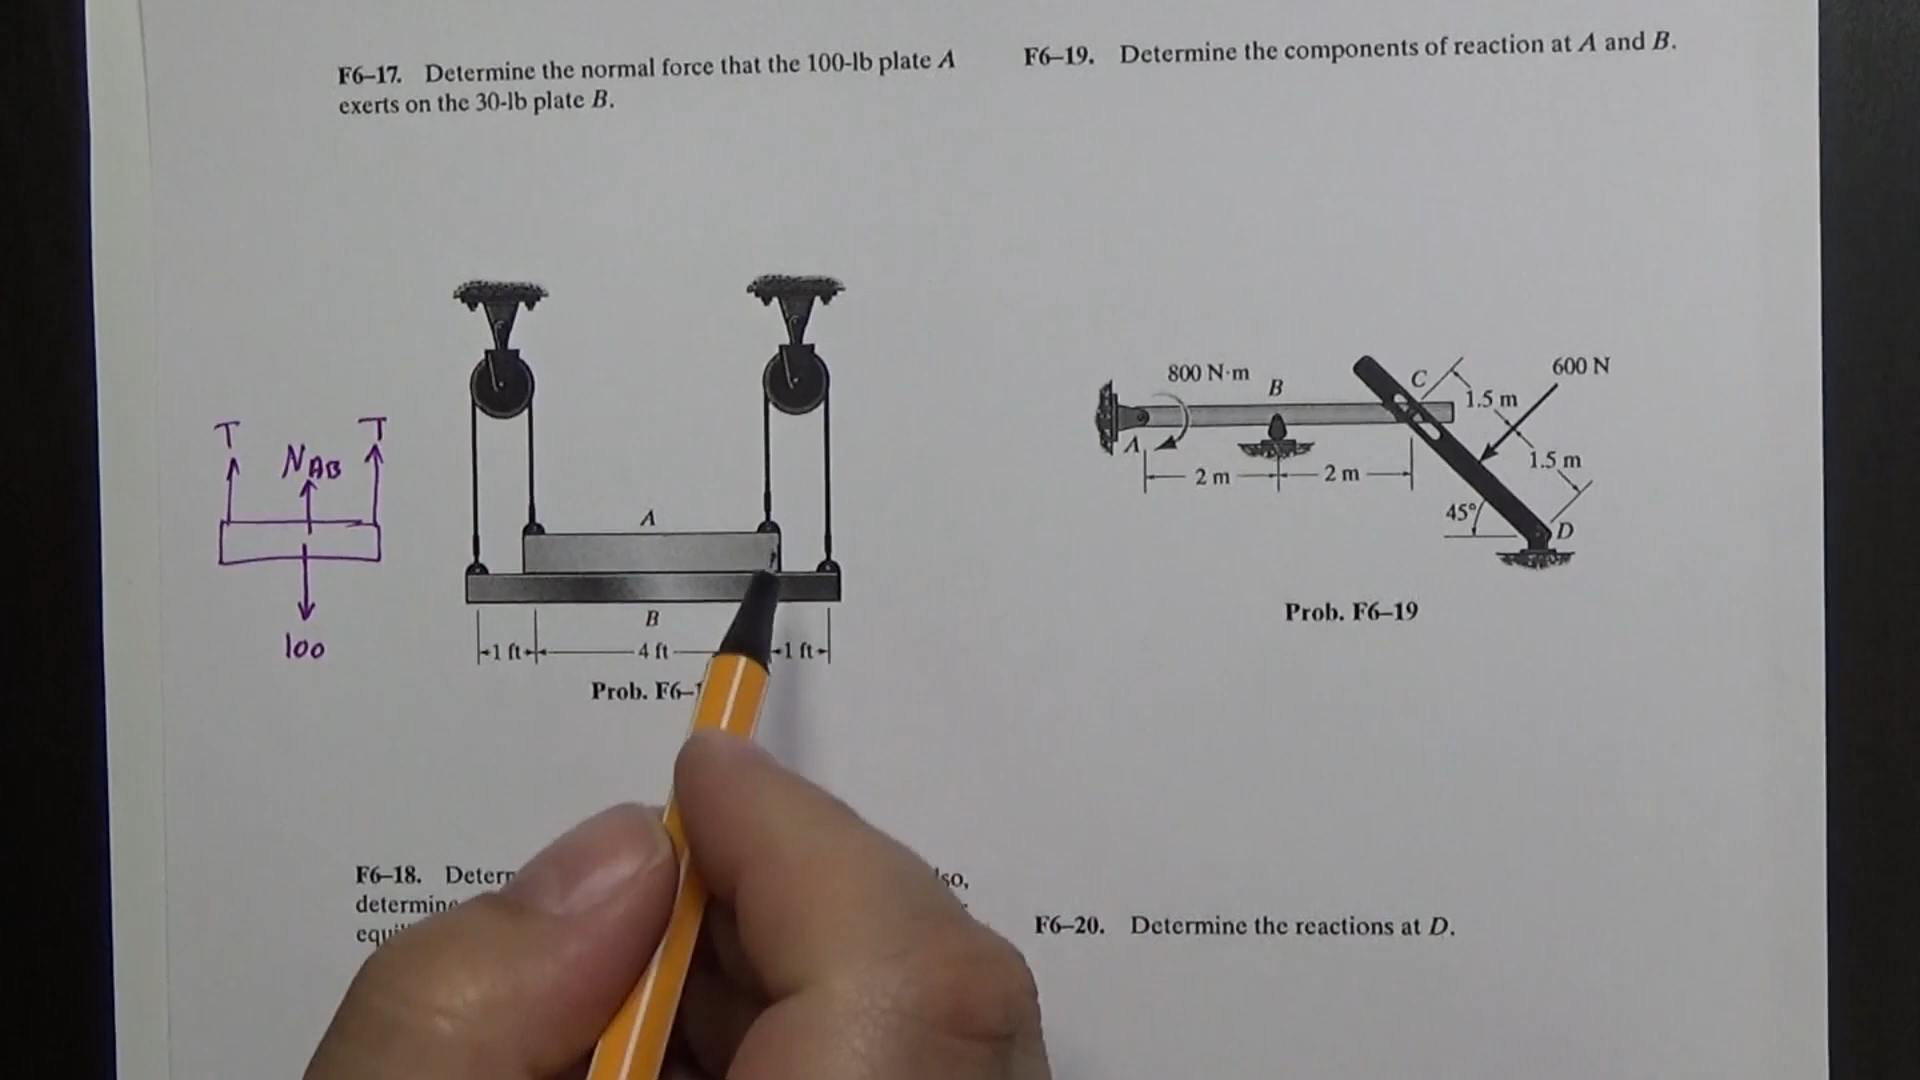 F6–17. Determine the normal force that the 100-lb plate A
exerts on the 30-lb plate B.
T
T
NAB
100
A
B
1 ft
4 ft
1 ft
Prob. F6–1
F6–18. Deter
determin
equi
so,
F6–19. Determine the components of reaction at A and B.
800 N·m
B
C
600 N
1.5 m
A
2 m
2 m
1.5 m
45°
D
Prob. F6–19
F6–20. Determine the reactions at D.